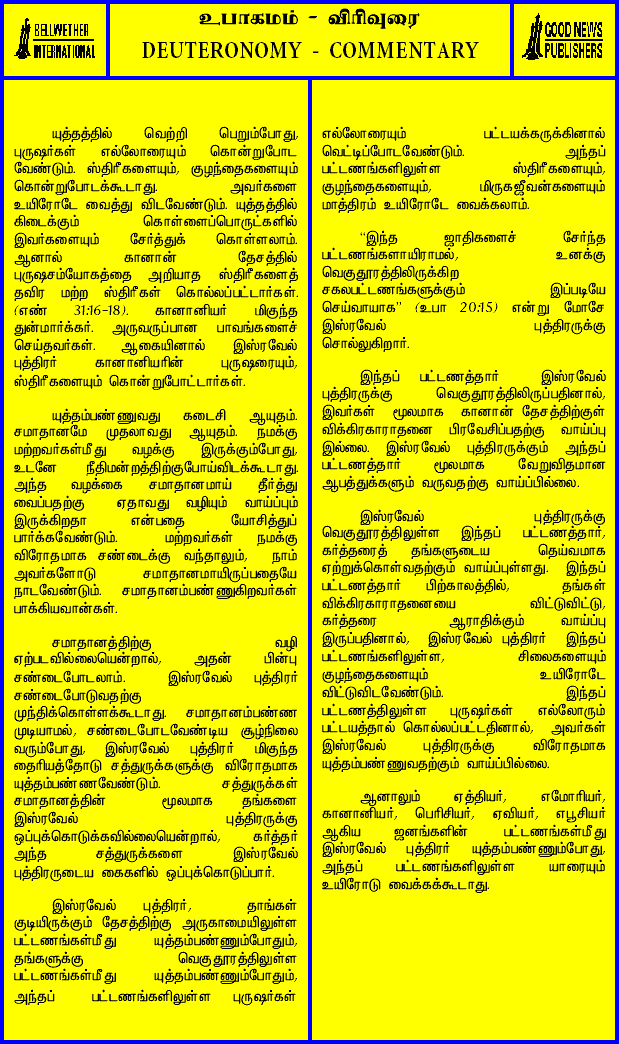 BELLWETHER
INTERNATIONAL
உபாகமம் - விரிவுரை
DEUTERONOMY - COMMENTARY
GOOD NEWS
PUBLISHERS
யுத்தத்தில் வெற்றி பெறும்போது,
புருஷர்கள் எல்லோரையும் கொன்றுபோட
வேண்டும். ஸ்திரீகளையும், குழந்தைகளையும்
கொன்றுபோடக்கூடாது. அவர்களை
உயிரோடே வைத்து விடவேண்டும். யுத்தத்தில்
கிடைக்கும் கொள்ளைப்பொருட்களில்
இவர்களையும் சேர்த்துக் கொள்ளலாம்.
ஆனால் கானான் தேசத்தில்
புருஷசம்யோகத்தை அறியாத ஸ்திரீகளைத்
தவிர மற்ற ஸ்திரீகள் கொல்லப்பட்டார்கள்.
(எண் 31:16-18). கானானியர் மிகுந்த
துன்மார்க்கர். அருவருப்பான பாவங்களைச்
செய்தவர்கள். ஆகையினால் இஸ்ரவேல்
புத்திரர் கானானியரின் புருஷரையும்,
ஸ்திரீகளையும் கொன்றுபோட்டார்கள்.
யுத்தம்பண்ணுவது கடைசி ஆயுதம்.
சமாதானமே முதலாவது ஆயுதம். நமக்கு
மற்றவர்கள்மீது வழக்கு இருக்கும்போது,
உடனே நீதிமன்றத்திற்குபோய்விடக்கூடாது.
அந்த வழக்கை சமாதானமாய் தீர்த்து
வைப்பதற்கு ஏதாவது வழியும் வாய்ப்பும்
இருக்கிறதா என்பதை யோசித்துப்
பார்க்கவேண்டும். மற்றவர்கள் நமக்கு
விரோதமாக சண்டைக்கு வந்தாலும், நாம்
அவர்களோடு சமாதானமாயிருப்பதையே
நாடவேண்டும். சமாதானம்பண்ணுகிறவர்கள்
பாக்கியவான்கள்.
சமாதானத்திற்கு வழி
ஏற்படவில்லையென்றால், அதன் பின்பு
சண்டைபோடலாம். இஸ்ரவேல் புத்திரர்
சண்டைபோடுவதற்கு
முந்திக்கொள்ளக்கூடாது. சமாதானம்பண்ண
முடியாமல், சண்டைபோடவேண்டிய சூழ்நிலை
வரும்போது, இஸ்ரவேல் புத்திரர் மிகுந்த
தைரியத்தோடு சத்துருக்களுக்கு விரோதமாக
யுத்தம்பண்ணவேண்டும். சத்துருக்கள்
சமாதானத்தின் மூலமாக தங்களை
இஸ்ரவேல் புத்திரருக்கு
ஒப்புக்கொடுக்கவில்லையென்றால், கர்த்தர்
அந்த சத்துருக்களை இஸ்ரவேல்
புத்திரருடைய கைகளில் ஒப்புக்கொடுப்பார்.
இஸ்ரவேல் புத்திரர், தாங்கள்
குடியிருக்கும் தேசத்திற்கு அருகாமையிலுள்ள
பட்டணங்கள்மீது யுத்தம்பண்ணும்போதும்,
தங்களுக்கு வெகுதூரத்திலுள்ள
பட்டணங்கள்மீது யுத்தம்பண்ணும்போதும்,
அந்தப் பட்டணங்களிலுள்ள புருஷர்கள்
எல்லோரையும் பட்டயக்கருக்கினால்
வெட்டிப்போடவேண்டும். அந்தப்
பட்டணங்களிலுள்ள ஸ்திரீகளையும்,
குழந்தைகளையும், மிருகஜீவன்களையும்
மாத்திரம் உயிரோடே வைக்கலாம்.
"இந்த ஜாதிகளைச் சேர்ந்த
பட்டணங்களாயிராமல், உனக்கு
வெகுதூரத்திலிருக்கிற
சகலபட்டணங்களுக்கும் இப்படியே
செய்வாயாக" (உபா 20:15) என்று மோசே
இஸ்ரவேல் புத்திரருக்கு
சொல்லுகிறார்.
இந்தப் பட்டணத்தார் இஸ்ரவேல்
புத்திரருக்கு வெகுதூரத்திலிருப்பதினால்,
இவர்கள் மூலமாக கானான் தேசத்திற்குள்
விக்கிரகாராதனை பிரவேசிப்பதற்கு வாய்ப்பு
இல்லை. இஸ்ரவேல் புத்திரருக்கும் அந்தப்
பட்டணத்தார் மூலமாக வேறுவிதமான
ஆபத்துக்களும் வருவதற்கு வாய்ப்பில்லை.
இஸ்ரவேல் புத்திரருக்கு
வெகுதூரத்திலுள்ள இந்தப் பட்டணத்தார்,
கர்த்தரைத் தங்களுடைய தெய்வமாக
ஏற்றுக்கொள்வதற்கும் வாய்ப்புள்ளது. இந்தப்
பட்டணத்தார் பிற்காலத்தில், தங்கள்
விக்கிரகாராதனையை விட்டுவிட்டு,
கர்த்தரை ஆராதிக்கும் வாய்ப்பு
இருப்பதினால், இஸ்ரவேல் புத்திரர் இந்தப்
பட்டணங்களிலுள்ள, சிலைகளையும்
குழந்தைகளையும் உயிரோடே
விட்டுவிடவேண்டும். இந்தப்
பட்டணத்திலுள்ள புருஷர்கள் எல்லோரும்
பட்டயத்தால் கொல்லப்பட்டதினால், அவர்கள்
இஸ்ரவேல் புத்திரருக்கு விரோதமாக
யுத்தம்பண்ணுவதற்கும் வாய்ப்பில்லை.
ஆனாலும் ஏத்தியர், எமோரியர்,
கானானியர், பெரிசியர், ஏவியர், எபூசியர்
ஆகிய ஜனங்களின் பட்டணங்கள்மீது
இஸ்ரவேல் புத்திரர் யுத்தம்பண்ணும்போது,
அந்தப் பட்டணங்களிலுள்ள யாரையும்
உயிரோடு வைக்கக்கூடாது.